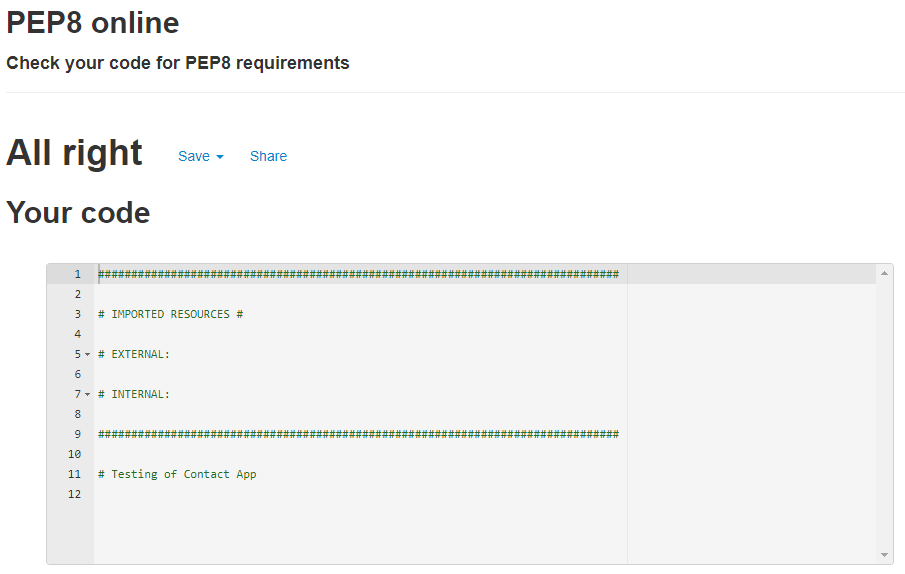 PEP8 online
Check your code for PEP8 requirements
All right Save Share
Your code
1 ###############################################################################
2
3 # IMPORTED RESOURCES #
4
5 # EXTERNAL:
6
7 # INTERNAL:
8
9 ###############################################################################
10
11 # Testing of Contact App
12